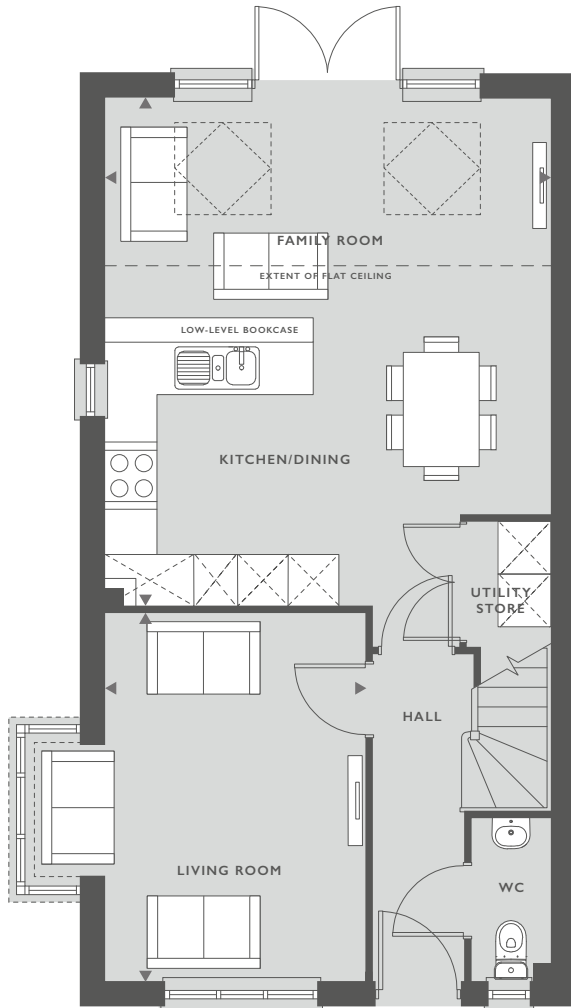 FAMILY ROOM
EXTENT OF FLAT CEILING
LOW-LEVEL BOOKCASE
KITCHEN/DINING
UTILITY
STORE
HALL
LIVING ROOM
WC